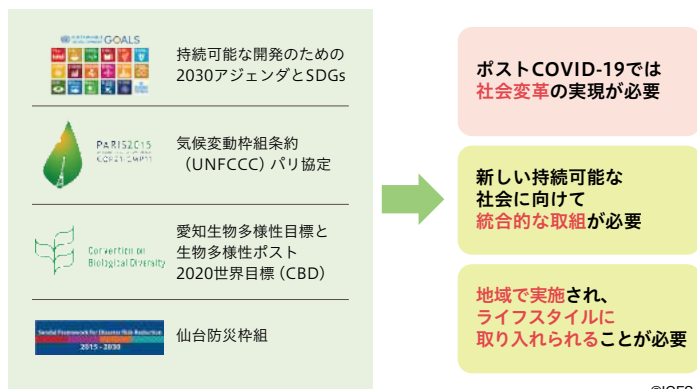 GOALS
持続可能な開発のための
2030アジェンダとSDGs
PARIS2015
COP21·CMP11
気候変動枠組条約
（UNFCCC）パリ協定
Convention on
Biological Diversity
愛知生物多様性目標と
生物多様性ポスト
2020世界目標（CBD）
Sendai Framework for Disaster Risk Reduction
2015 - 2030
仙台防災枠組
ポストCOVID-19では
社会変革の実現が必要
新しい持続可能な
社会に向けて
統合的な取組が必要
地域で実施され、
ライフスタイルに
取り入れられることが必要